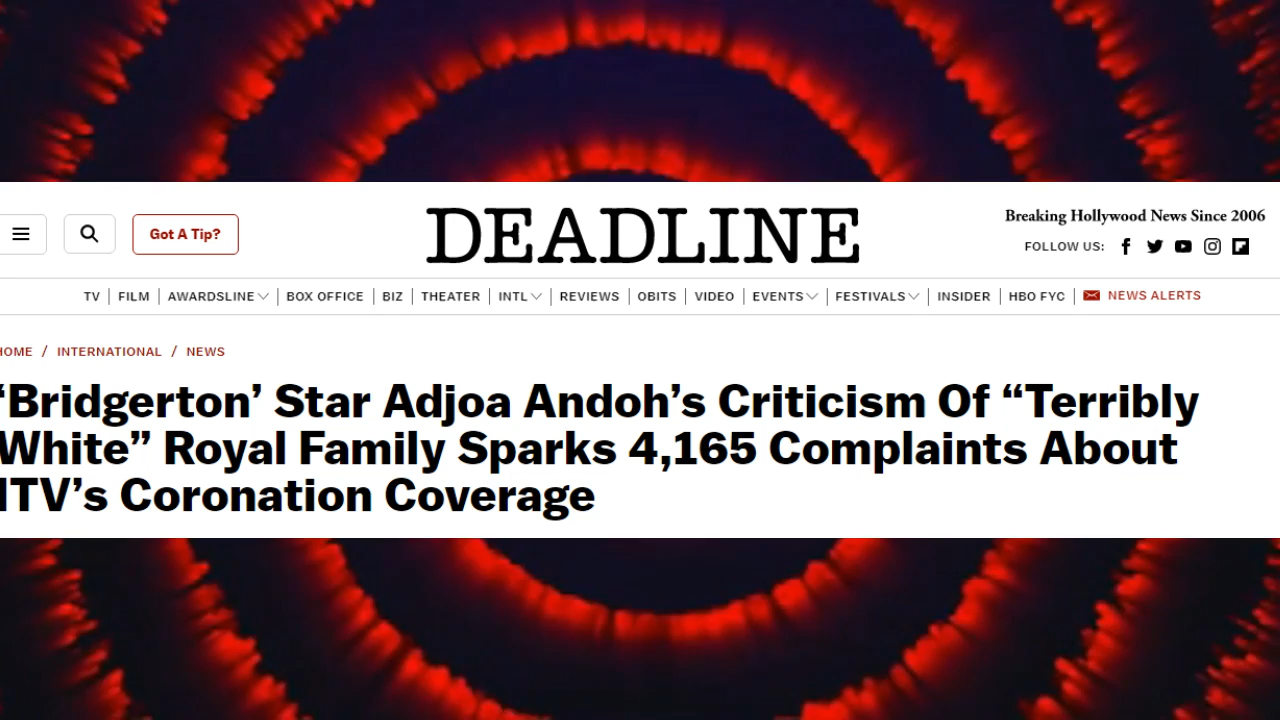 Got A Tip?
DEADLINE
Breaking Hollywood News Since 2006
FOLLOW US:
TV | FILM | AWARDSLINE | BOX OFFICE | BIZ | THEATER | INTL | REVIEWS | OBITS | VIDEO | EVENTS | FESTIVALS | INSIDER | HBO FYC | NEWS ALERTS
HOME / INTERNATIONAL / NEWS
‘Bridgerton’ Star Adjoa Andoh’s Criticism Of “Terribly
White” Royal Family Sparks 4,165 Complaints About
ITV’s Coronation Coverage